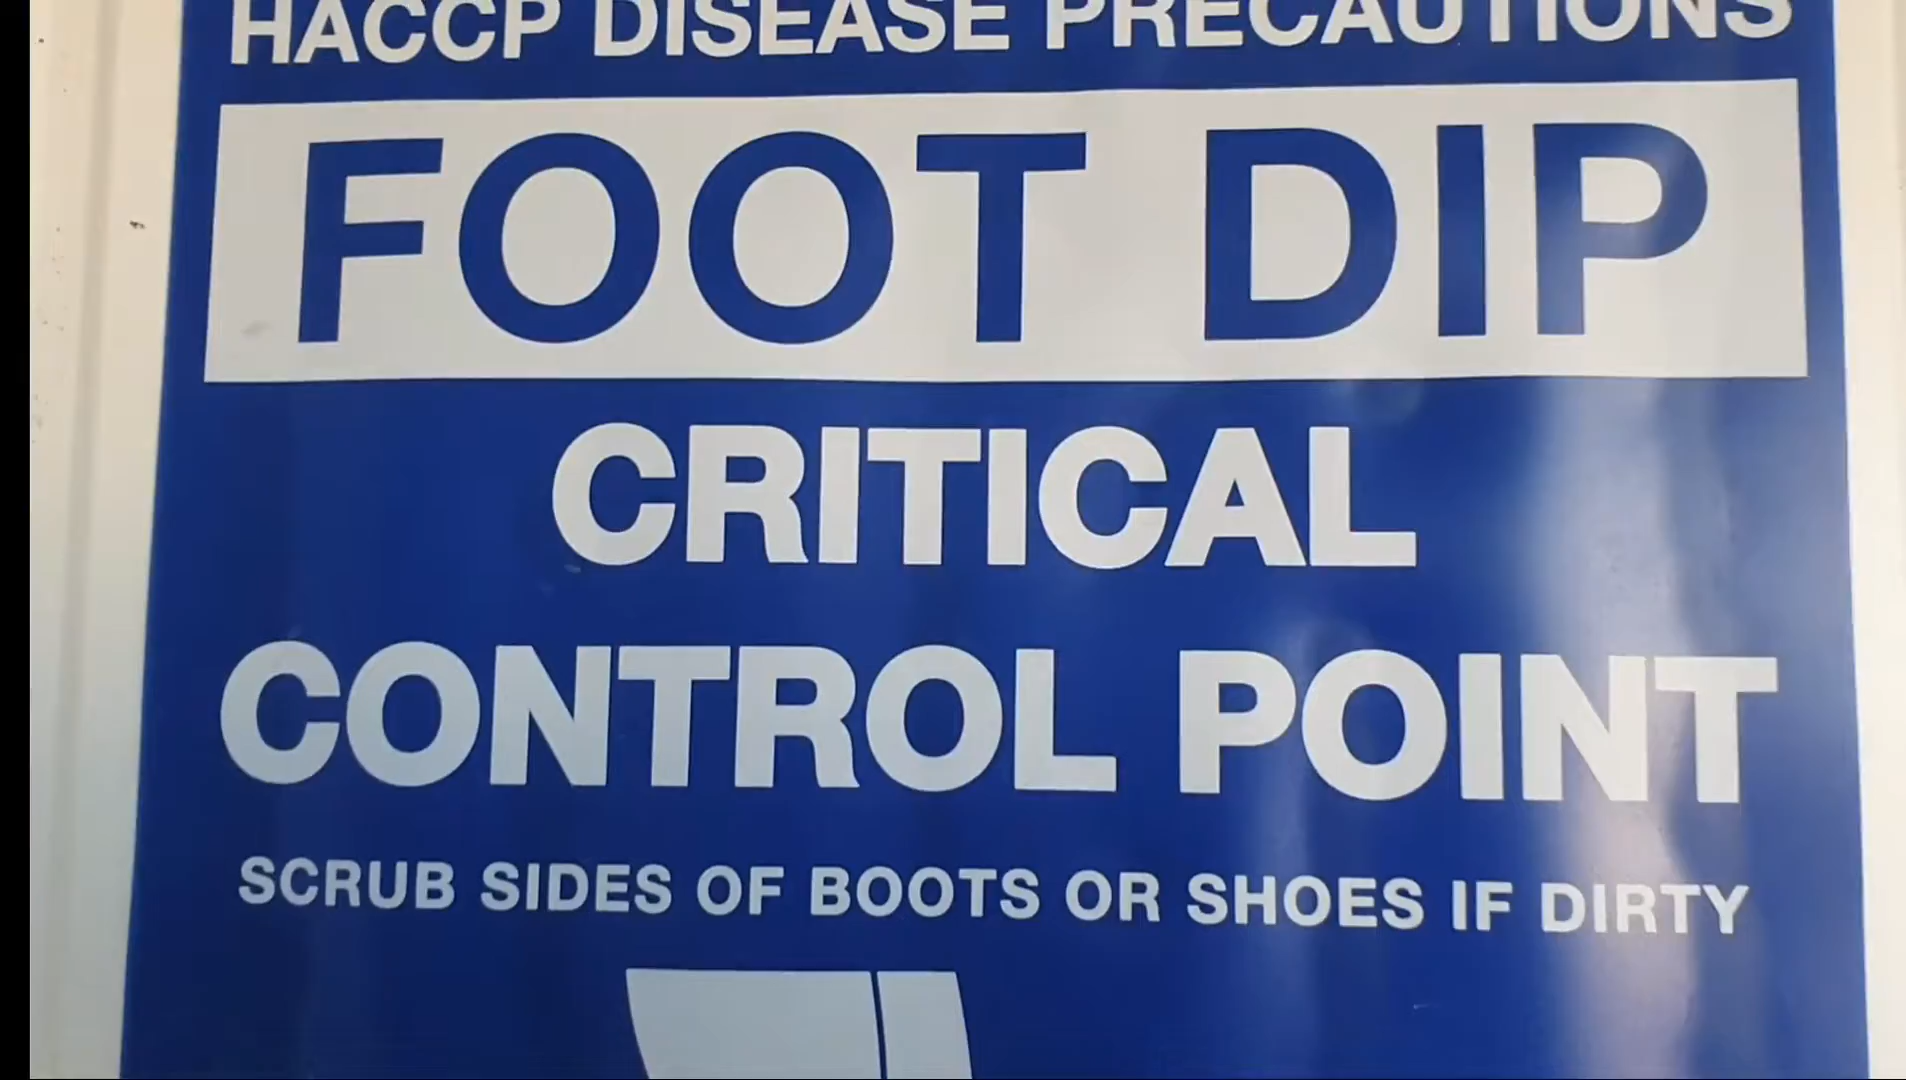 HACCP DISEASE PRECAUTIONS
FOOT DIP
CRITICAL
CONTROL POINT
SCRUB SIDES OF BOOTS OR SHOES IF DIRTY